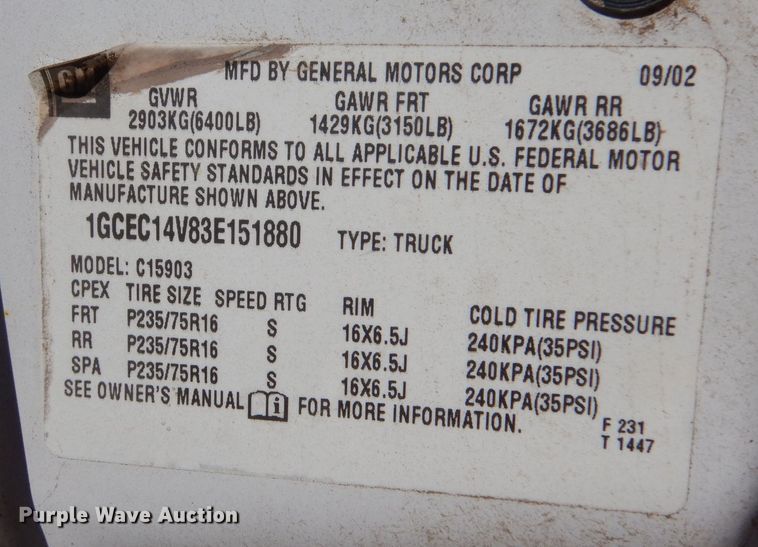 GM
MFD BY GENERAL MOTORS CORP 09/02
GVWR GAWR FRT GAWR RR
2903KG(6400LB) 1429KG(3150LB) 1672KG(3686LB)
THIS VEHICLE CONFORMS TO ALL APPLICABLE U.S. FEDERAL MOTOR
VEHICLE SAFETY STANDARDS IN EFFECT ON THE DATE OF
MANUFACTURE SHOWN ABOVE.
1GCEC14V83E151880 TYPE: TRUCK
MODEL: C15903
CPEX TIRE SIZE SPEED RTG RIM COLD TIRE PRESSURE
FRT P235/75R16 S 16X6.5J 240KPA(35PSI)
RR P235/75R16 S 16X6.5J 240KPA(35PSI)
SPA P235/75R16 S 16X6.5J 240KPA(35PSI)
SEE OWNER'S MANUAL i FOR MORE INFORMATION.
F 231
T 1447
Purple Wave Auction